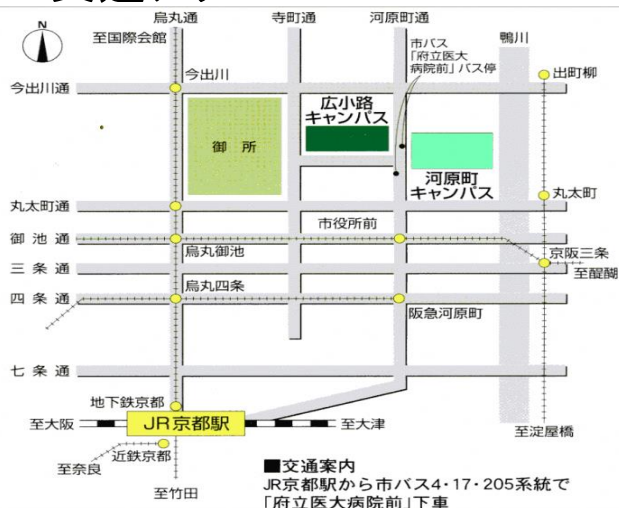 N
烏丸通
寺町通
河原町通
鴨川
至国際会館
市バス
「府立医大
病院前」バス停
今出川
出町柳
今出川通
広小路
キャンパス
御所
河原町
キャンパス
丸太町
丸太町通
市役所前
御池通
烏丸御池
京阪三条
三条通
至醍醐
烏丸四条
四条通
阪急河原町
七条通
地下鉄京都
至大阪
JR京都駅
至大津
至淀屋橋
近鉄京都
至奈良
至竹田
■交通案内
JR京都駅から市バス4・17・205系統で
「府立医大病院前」下車